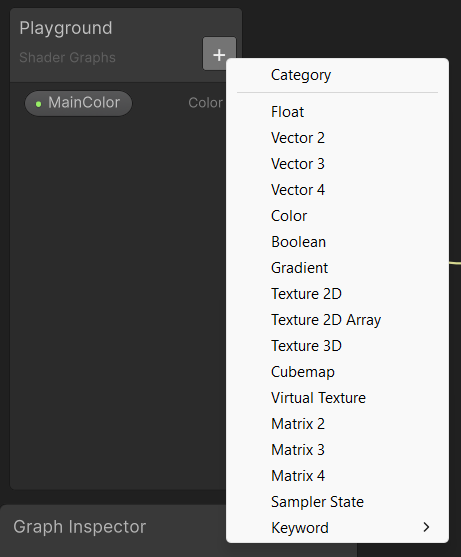 Playground
Shader Graphs
+
Category
MainColor
Color
Float
Vector 2
Vector 3
Vector 4
Color
Boolean
Gradient
Texture 2D
Texture 2D Array
Texture 3D
Cubemap
Virtual Texture
Matrix 2
Matrix 3
Matrix 4
Sampler State
Keyword
Graph Inspector